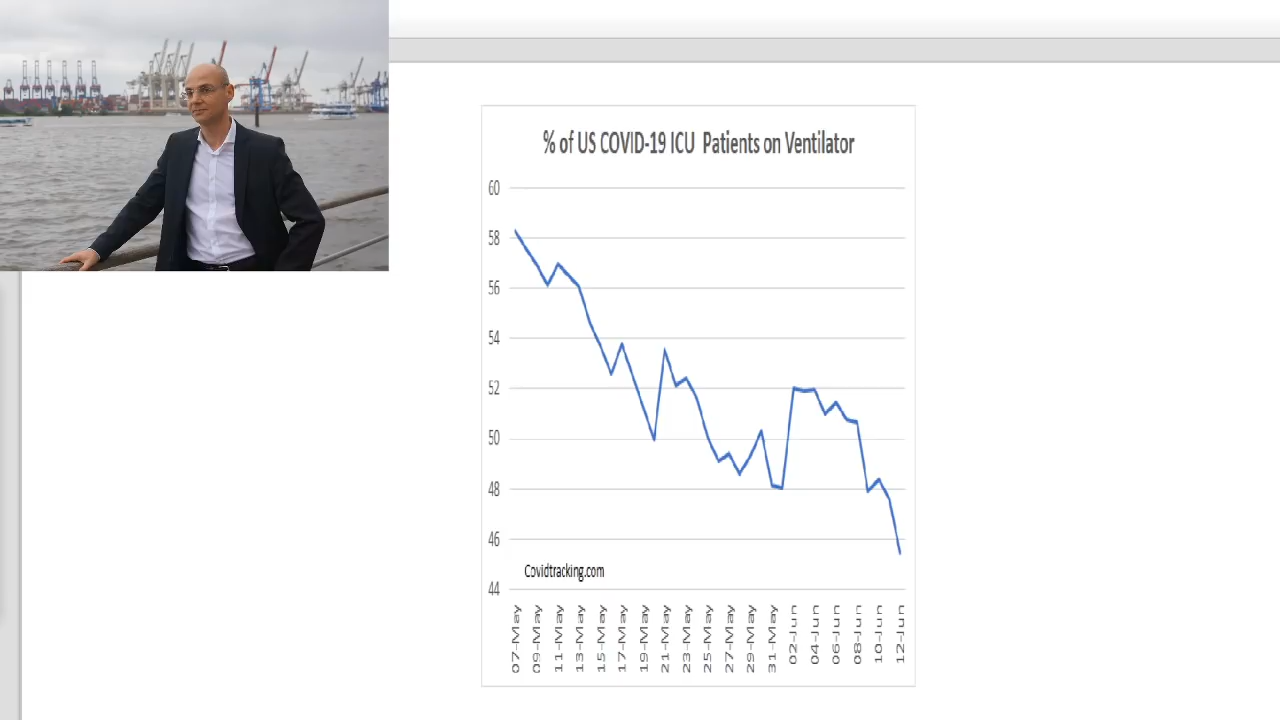 % of US COVID-19 ICU Patients on Ventilator
60
58
56
54
52
50
48
46
44
Covidtracking.com
07-May
09-May
11-May
13-May
15-May
17-May
19-May
21-May
23-May
25-May
27-May
29-May
31-May
02-Jun
04-Jun
06-Jun
08-Jun
10-Jun
12-Jun